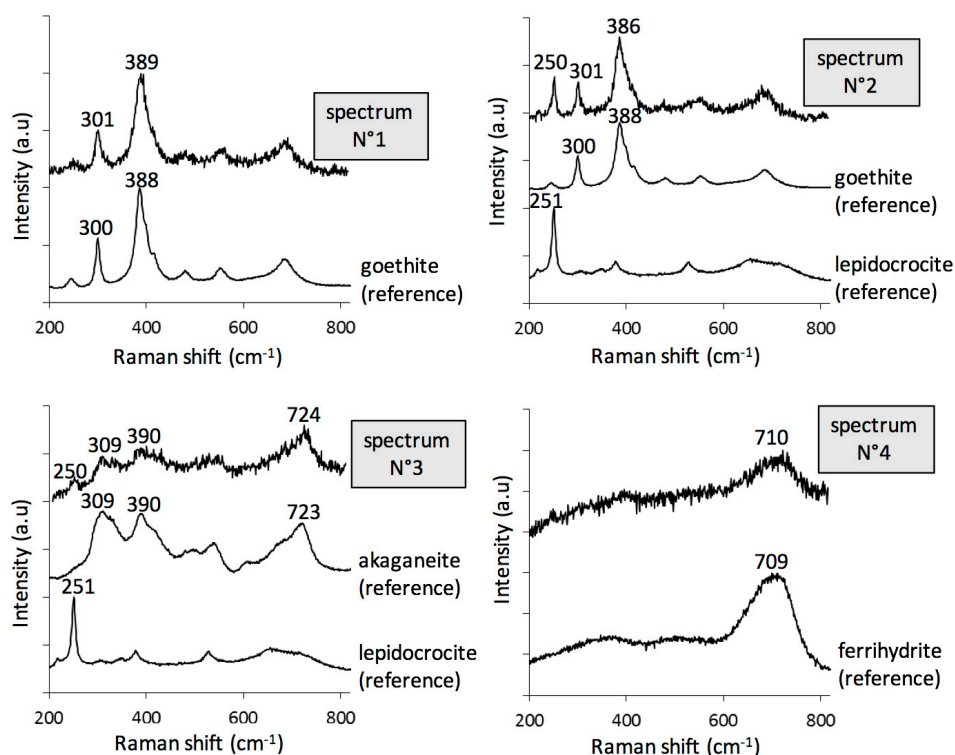 389
spectrum
N°1
301
388
300
goethite
(reference)
Intensity (a.u)
200
400
600
800
Raman shift (cm⁻¹)
386
spectrum
N°2
250
301
388
300
goethite
(reference)
251
lepidocrocite
(reference)
Intensity (a.u)
200
400
600
800
Raman shift (cm⁻¹)
724
spectrum
N°3
309
390
250
309
390
723
akaganeite
(reference)
251
lepidocrocite
(reference)
Intensity (a.u)
200
400
600
800
Raman shift (cm⁻¹)
spectrum
N°4
710
709
ferrihydrite
(reference)
Intensity (a.u)
200
400
600
800
Raman shift (cm⁻¹)